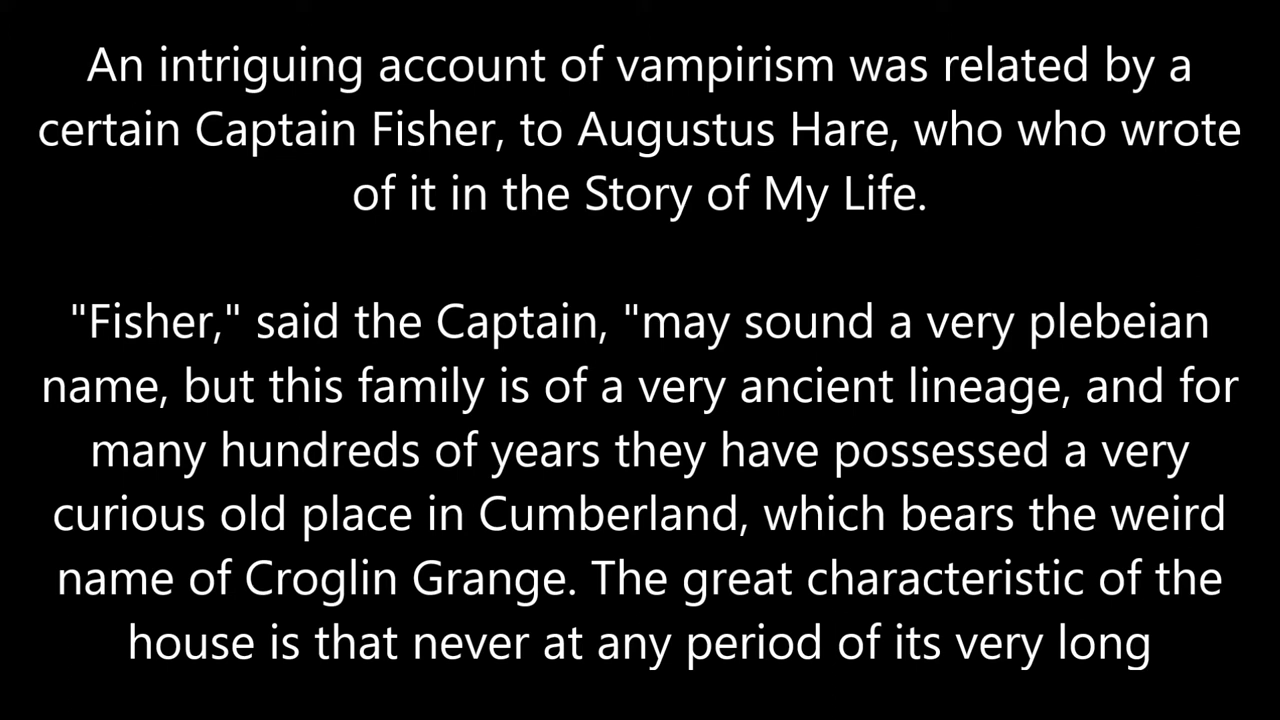 An intriguing account of vampirism was related by a
certain Captain Fisher, to Augustus Hare, who who wrote
of it in the Story of My Life.
"Fisher," said the Captain, "may sound a very plebeian
name, but this family is of a very ancient lineage, and for
many hundreds of years they have possessed a very
curious old place in Cumberland, which bears the weird
name of Croglin Grange. The great characteristic of the
house is that never at any period of its very long